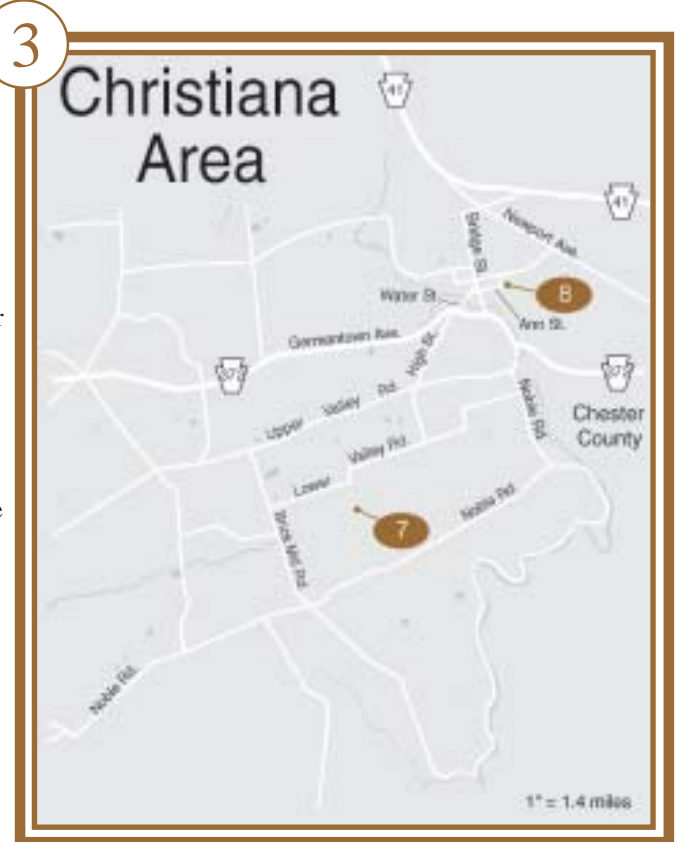 3
Christiana
Area
41
41
Bridge St.
Newport Ave.
8
Water St.
Ann St.
Germantown Ave.
High St.
372
372
Upper Valley Rd.
Noble Rd.
Chester
County
Lower Valley Rd.
Noble Rd.
7
Brick Mill Rd.
Noble Rd.
1" = 1.4 miles
r
e